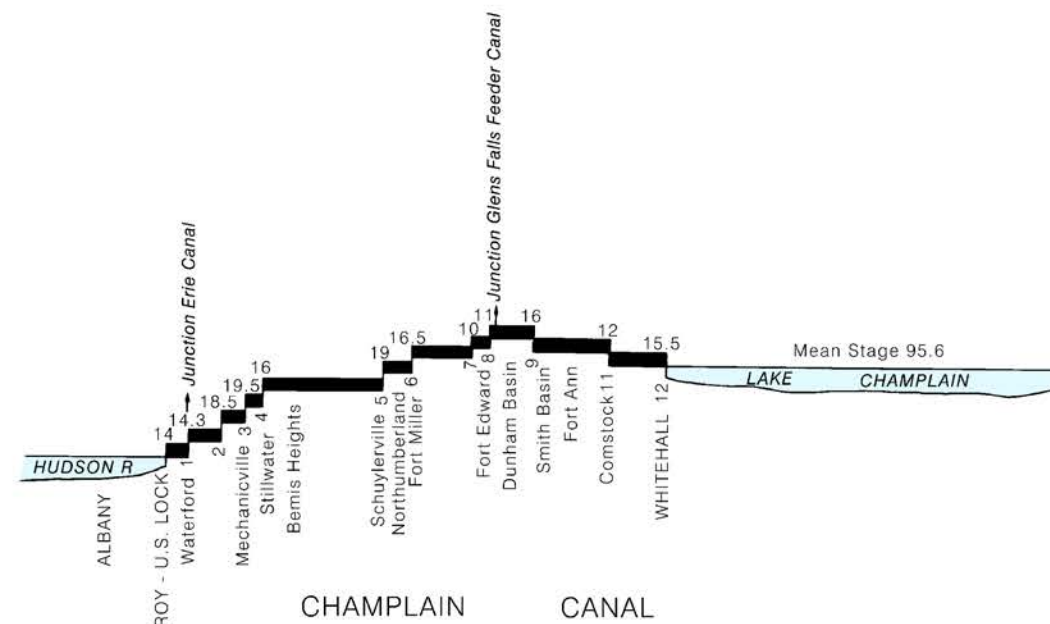 Junction Glens Falls Feeder Canal
Junction Erie Canal
14
14.3
18.5
19.5
16
19
16.5
10
11
16
12
15.5
Mean Stage 95.6
HUDSON R
LAKE CHAMPLAIN
ALBANY
ROY - U.S. LOCK
Waterford 1
2
Mechanicville 3
Stillwater 4
Bemis Heights
Schuylerville 5
Northumberland
Fort Miller 6
7
Fort Edward 8
Dunham Basin
Smith Basin 9
Fort Ann
Comstock 11
WHITEHALL 12
CHAMPLAIN CANAL